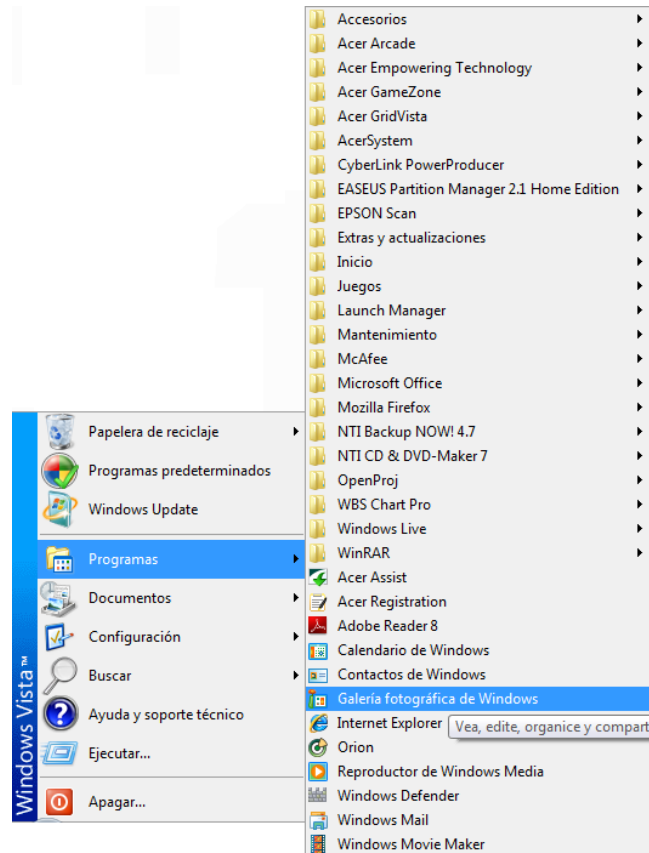 Accesorios
Acer Arcade
Acer Empowering Technology
Acer GameZone
Acer GridVista
AcerSystem
CyberLink PowerProducer
EASEUS Partition Manager 2.1 Home Edition
EPSON Scan
Extras y actualizaciones
Inicio
Juegos
Launch Manager
Mantenimiento
McAfee
Microsoft Office
Mozilla Firefox
NTI Backup NOW! 4.7
NTI CD & DVD-Maker 7
OpenProj
WBS Chart Pro
Windows Live
WinRAR
Acer Assist
Acer Registration
Adobe Reader 8
Calendario de Windows
Contactos de Windows
Galería fotográfica de Windows
Internet Explorer
Vea, edite, organice y compart
Orion
Reproductor de Windows Media
Windows Defender
Windows Mail
Windows Movie Maker
Papelera de reciclaje
Programas predeterminados
Windows Update
Programas
Documentos
Configuración
Buscar
Ayuda y soporte técnico
Ejecutar...
Apagar...
Windows Vista™